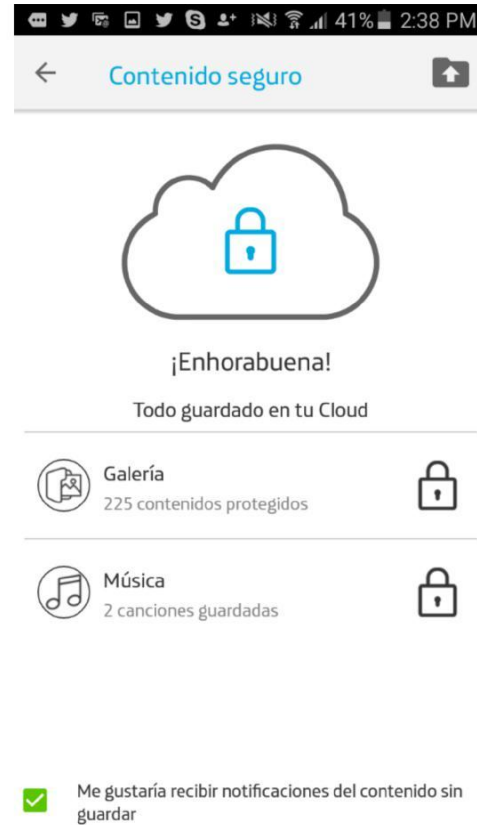 41% 2:38 PM
Contenido seguro
¡Enhorabuena!
Todo guardado en tu Cloud
Galería
225 contenidos protegidos
Música
2 canciones guardadas
Me gustaría recibir notificaciones del contenido sin
guardar